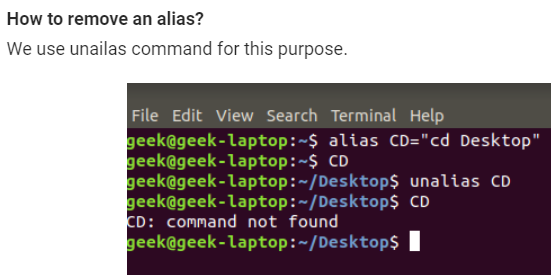 How to remove an alias?
We use unailas command for this purpose.
File Edit View Search Terminal Help
geek@geek-laptop:~$ alias CD="cd Desktop"
geek@geek-laptop:~$ CD
geek@geek-laptop:~/Desktop$ unalias CD
geek@geek-laptop:~/Desktop$ CD
CD: command not found
geek@geek-laptop:~/Desktop$